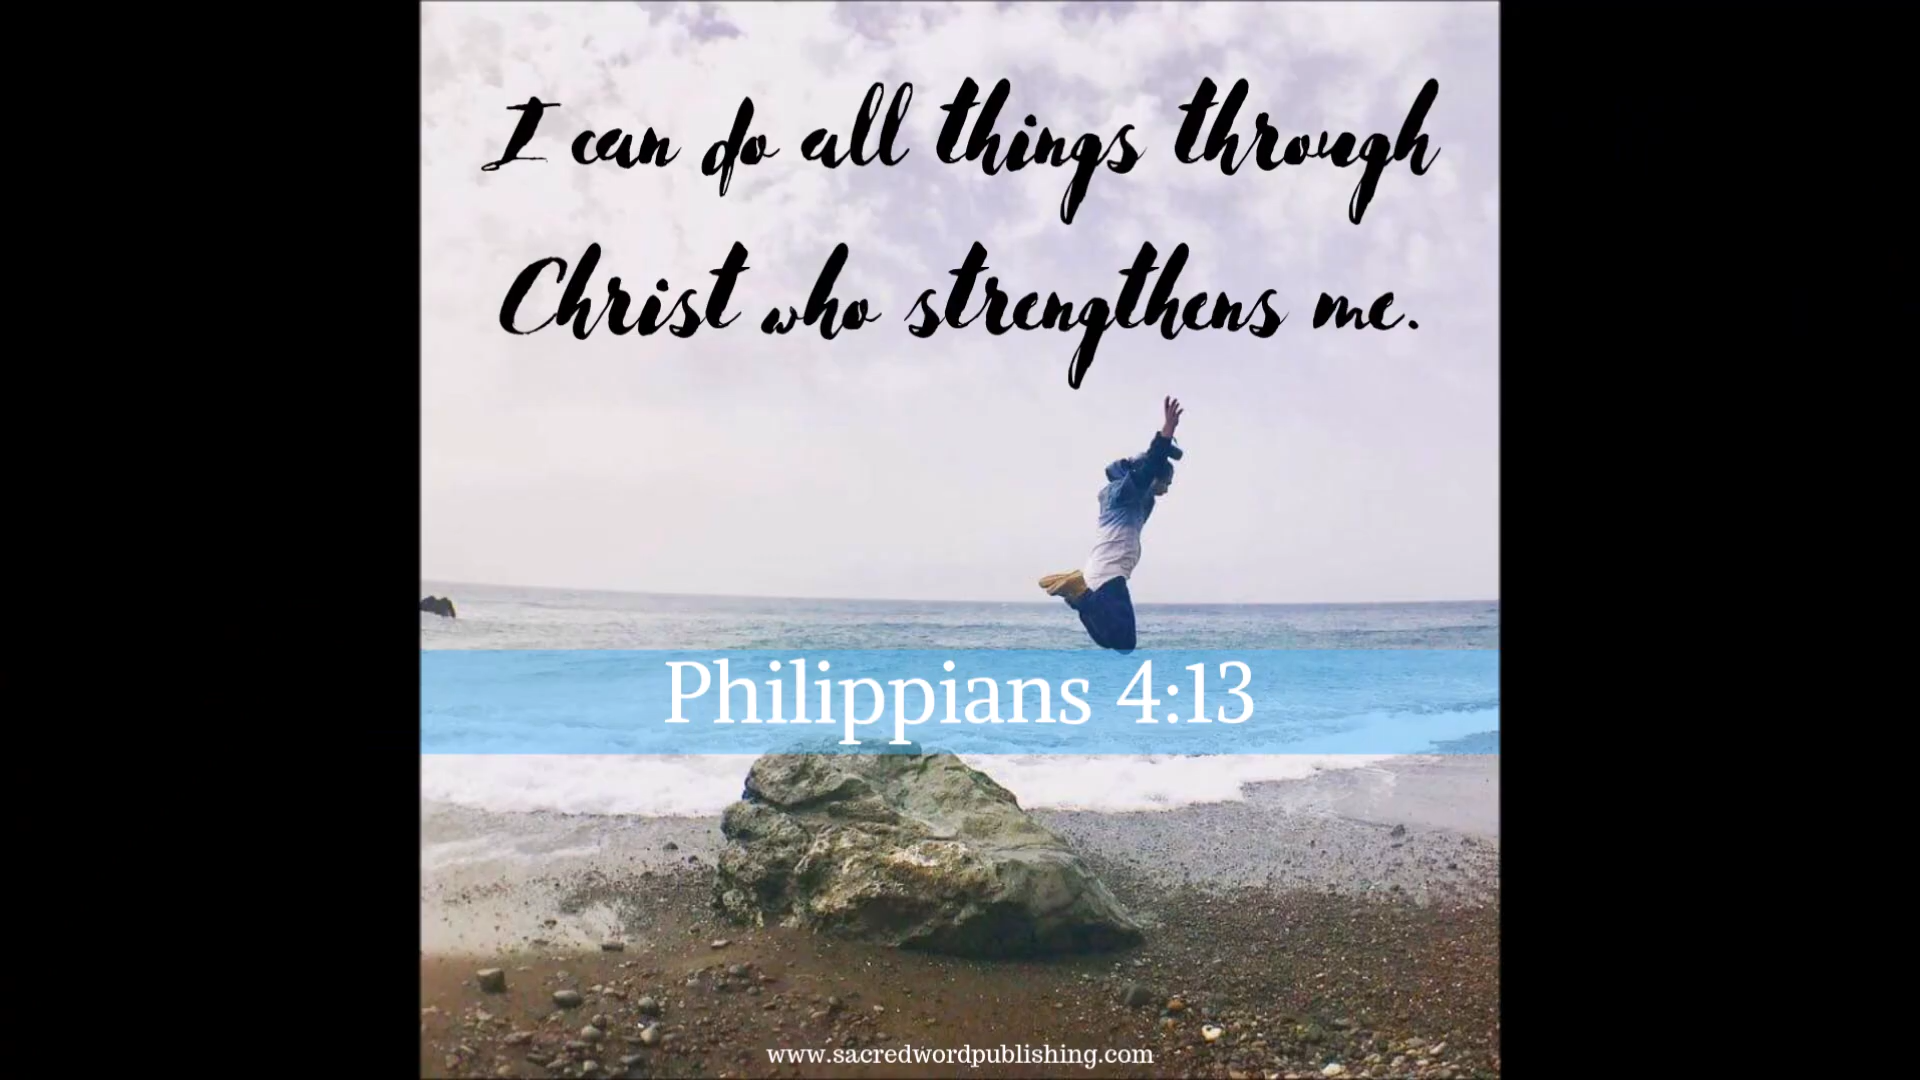 I can do all things through
Christ who strengthens me.
Philippians 4:13
www.sacredwordpublishing.com